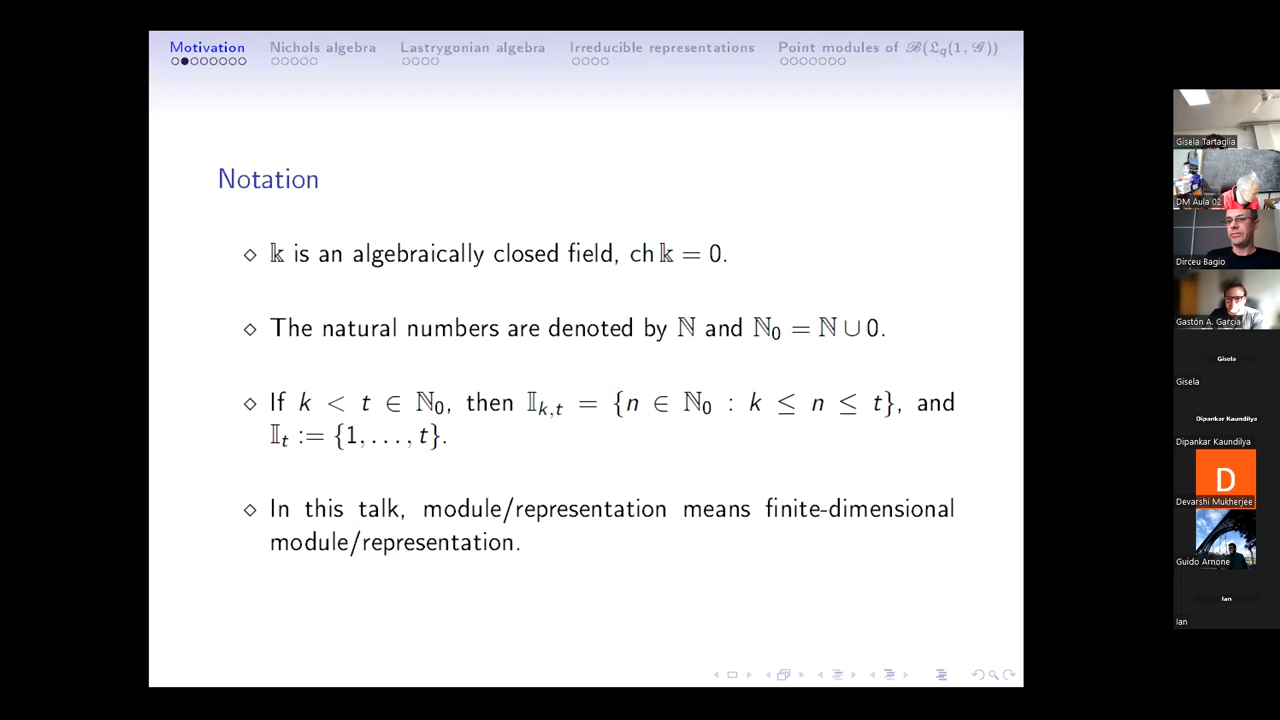 Motivation Nichols algebra Lastrygonian algebra Irreducible representations Point modules of ℬ(𝔏q(1, 𝒢))
Notation
◇ 𝕜 is an algebraically closed field, ch 𝕜 = 0.
◇ The natural numbers are denoted by ℕ and ℕ₀ = ℕ ∪ 0.
◇ If k < t ∈ ℕ₀, then 𝕀k,t = {n ∈ ℕ₀ : k ≤ n ≤ t}, and
𝕀t := {1, . . . , t}.
◇ In this talk, module/representation means finite-dimensional
module/representation.
Gisela Tartaglia
DM Aula 02
Dirceu Bagio
Gastón A. García
Gisela
Gisela
Dipankar Kaundilya
Dipankar Kaundilya
D
Devarshi Mukherjee
Guido Arnone
Ian
Ian